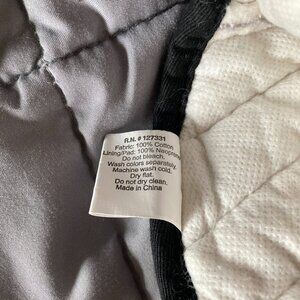 R.N. # 127331
Fabric: 100% Cotton
Lining/Pad: 100% Neoprene
Do not bleach.
Wash colors separately.
Machine wash cold.
Dry flat.
Do not dry clean.
Made in China